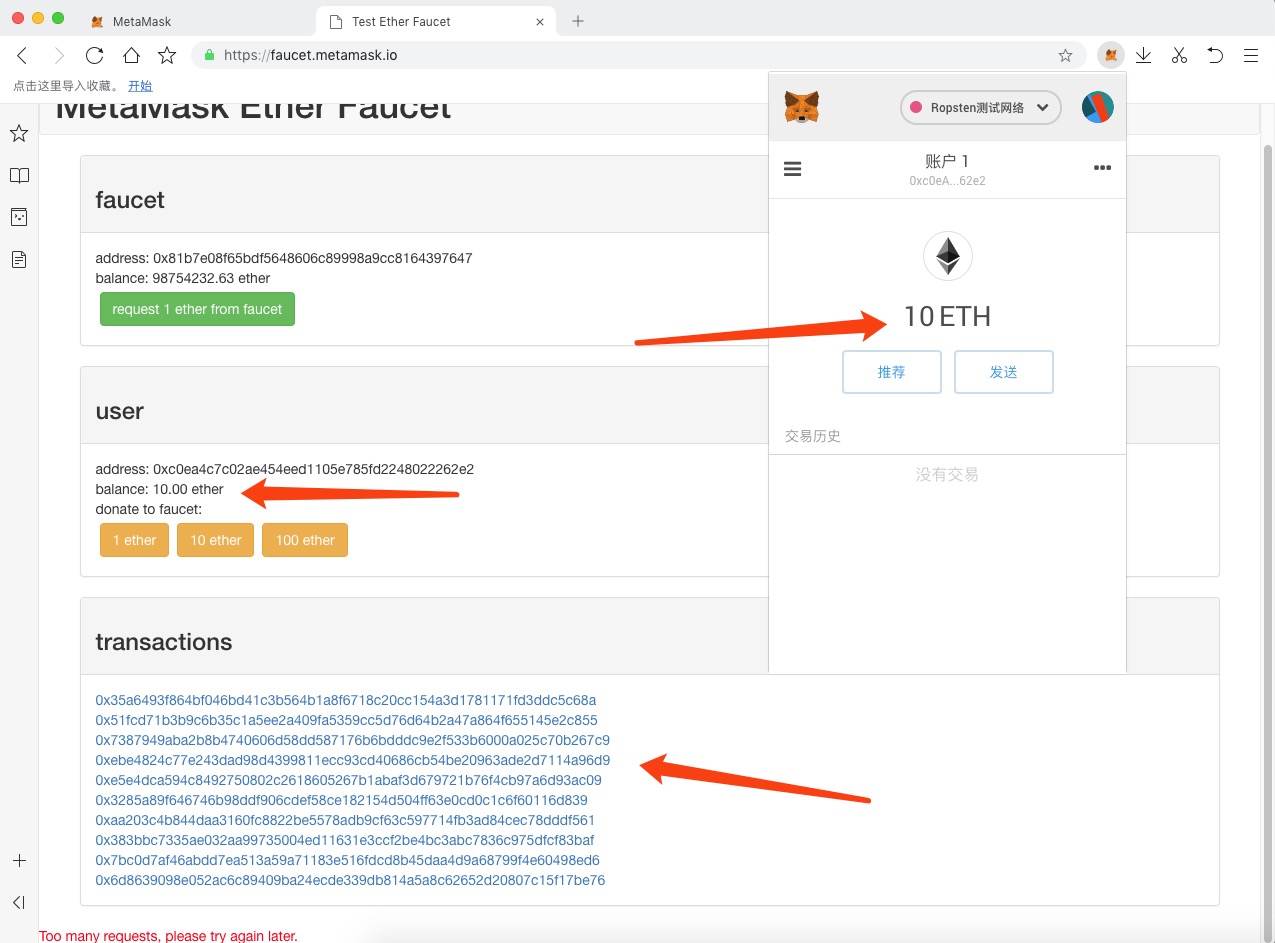 MetaMask
Test Ether Faucet
https://faucet.metamask.io
点击这里导入收藏。 开始
MetaMask Ether Faucet
faucet
address: 0x81b7e08f65bdf5648606c89998a9cc8164397647
balance: 98754232.63 ether
request 1 ether from faucet
user
address: 0xc0ea4c7c02ae454eed1105e785fd2248022262e2
balance: 10.00 ether
donate to faucet:
1 ether 10 ether 100 ether
transactions
0x35a6493f864bf046bd41c3b564b1a8f6718c20cc154a3d1781171fd3ddc5c68a
0x51fcd71b3b9c6b35c1a5ee2a409fa5359cc5d76d64b2a47a864f655145e2c855
0x7387949aba2b8b4740606d58dd587176b6bdddc9e2f533b6000a025c70b267c9
0xebe4824c77e243dad98d4399811ecc93cd40686cb54be20963ade2d7114a96d9
0xe5e4dca594c8492750802c2618605267b1abaf3d679721b76f4cb97a6d93ac09
0x3285a89f646746b98ddf906cdef58ce182154d504ff63e0cd0c1c6f60116d839
0xaa203c4b844daa3160fc8822be5578adb9cf63c597714fb3ad84cec78dddf561
0x383bbc7335ae032aa99735004ed11631e3ccf2be4bc3abc7836c975dfcf83baf
0x7bc0d7af46abdd7ea513a59a71183e516fdcd8b45daa4d9a68799f4e60498ed6
0x6d8639098e052ac6c89409ba24ecde339db814a5a8c62652d20807c15f17be76
Too many requests, please try again later.
Ropsten测试网络
账户 1
0xc0eA...62e2
10 ETH
推荐 发送
交易历史
没有交易